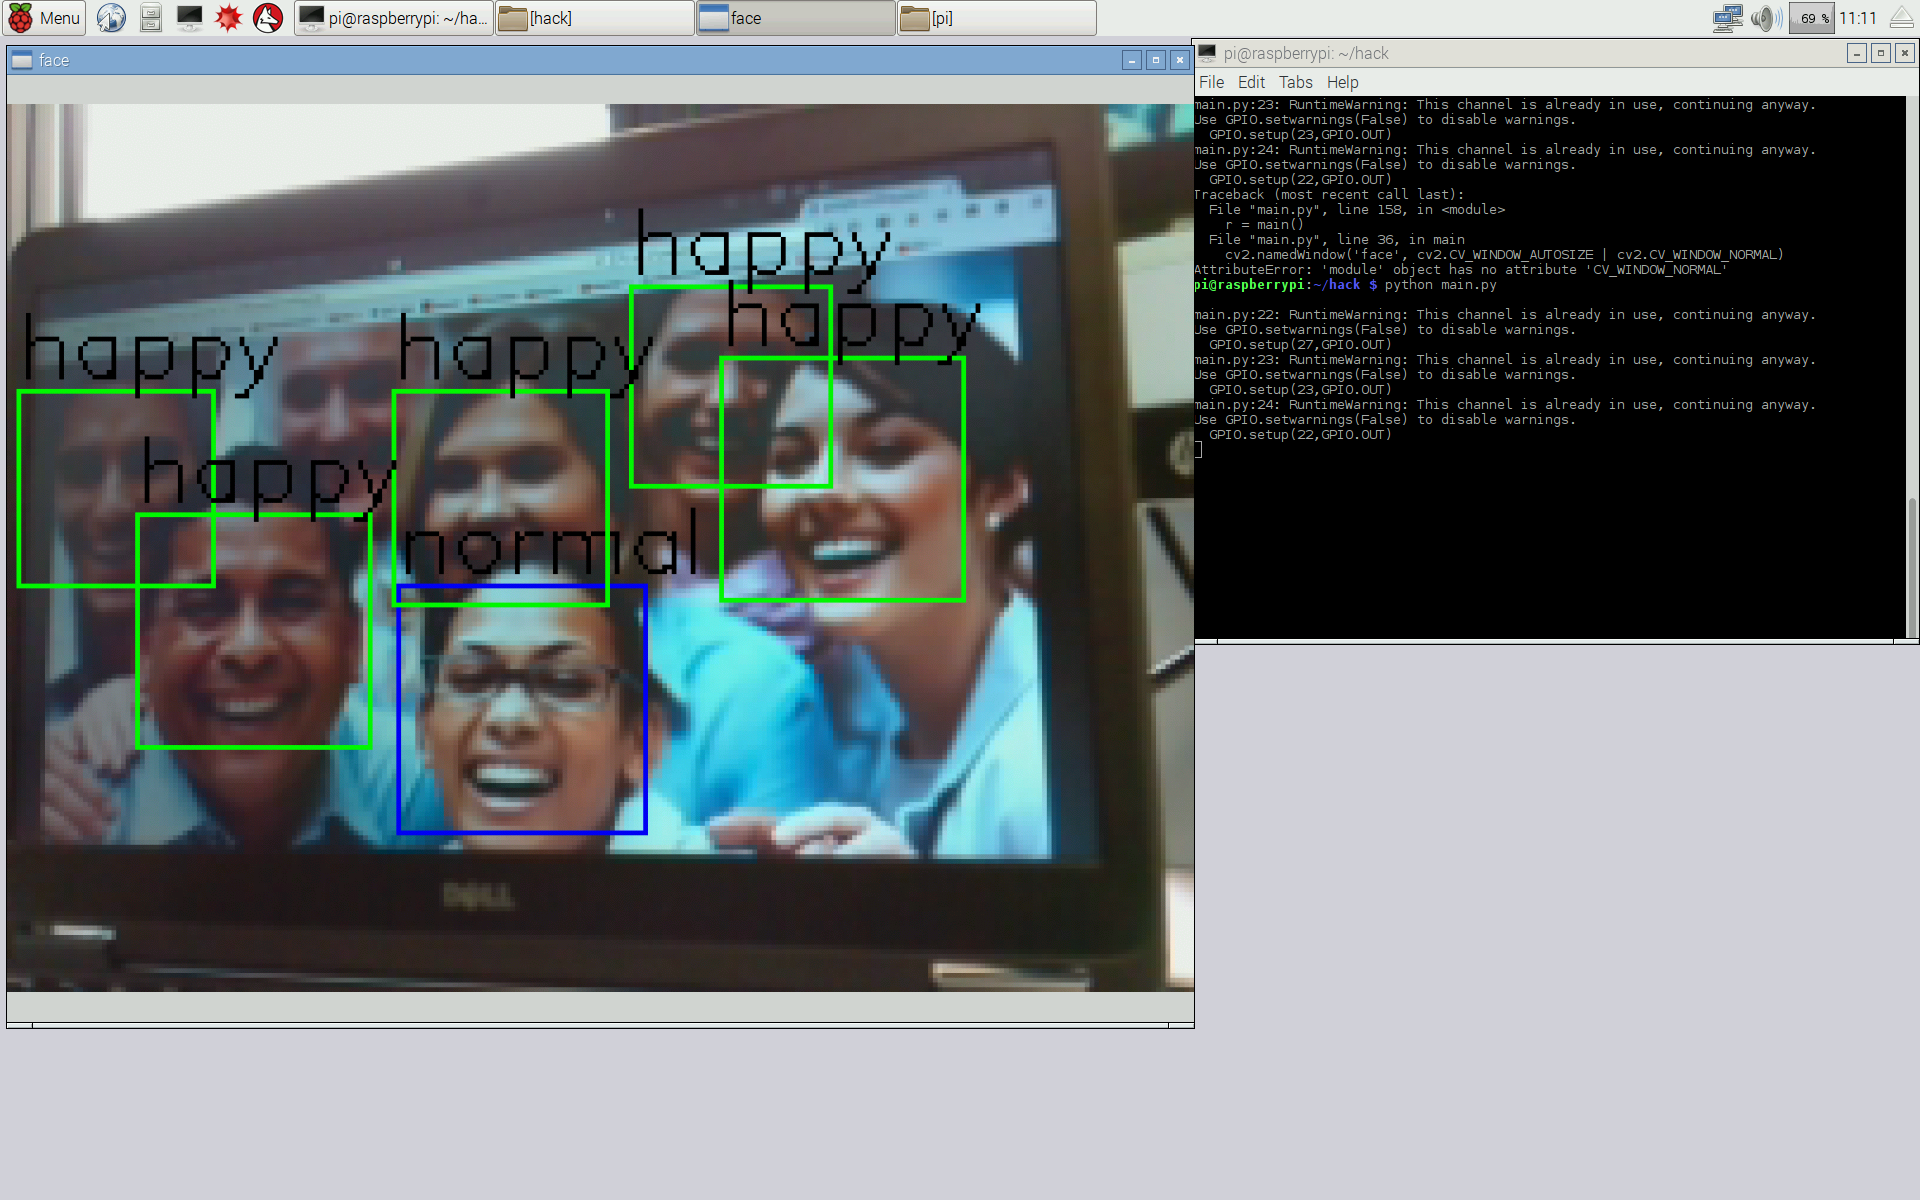 Menu
pi@raspberrypi: ~/ha...
[hack]
face
[pi]
69 %
11:11
face
happy
happy
happy
happy
happy
normal
DELL
pi@raspberrypi: ~/hack
File Edit Tabs Help
main.py:23: RuntimeWarning: This channel is already in use, continuing anyway.
Use GPIO.setwarnings(False) to disable warnings.
GPIO.setup(23,GPIO.OUT)
main.py:24: RuntimeWarning: This channel is already in use, continuing anyway.
Use GPIO.setwarnings(False) to disable warnings.
GPIO.setup(22,GPIO.OUT)
Traceback (most recent call last):
File "main.py", line 158, in <module>
r = main()
File "main.py", line 36, in main
cv2.namedWindow('face', cv2.CV_WINDOW_AUTOSIZE | cv2.CV_WINDOW_NORMAL)
AttributeError: 'module' object has no attribute 'CV_WINDOW_NORMAL'
pi@raspberrypi:~/hack $ python main.py
main.py:22: RuntimeWarning: This channel is already in use, continuing anyway.
Use GPIO.setwarnings(False) to disable warnings.
GPIO.setup(27,GPIO.OUT)
main.py:23: RuntimeWarning: This channel is already in use, continuing anyway.
Use GPIO.setwarnings(False) to disable warnings.
GPIO.setup(23,GPIO.OUT)
main.py:24: RuntimeWarning: This channel is already in use, continuing anyway.
Use GPIO.setwarnings(False) to disable warnings.
GPIO.setup(22,GPIO.OUT)